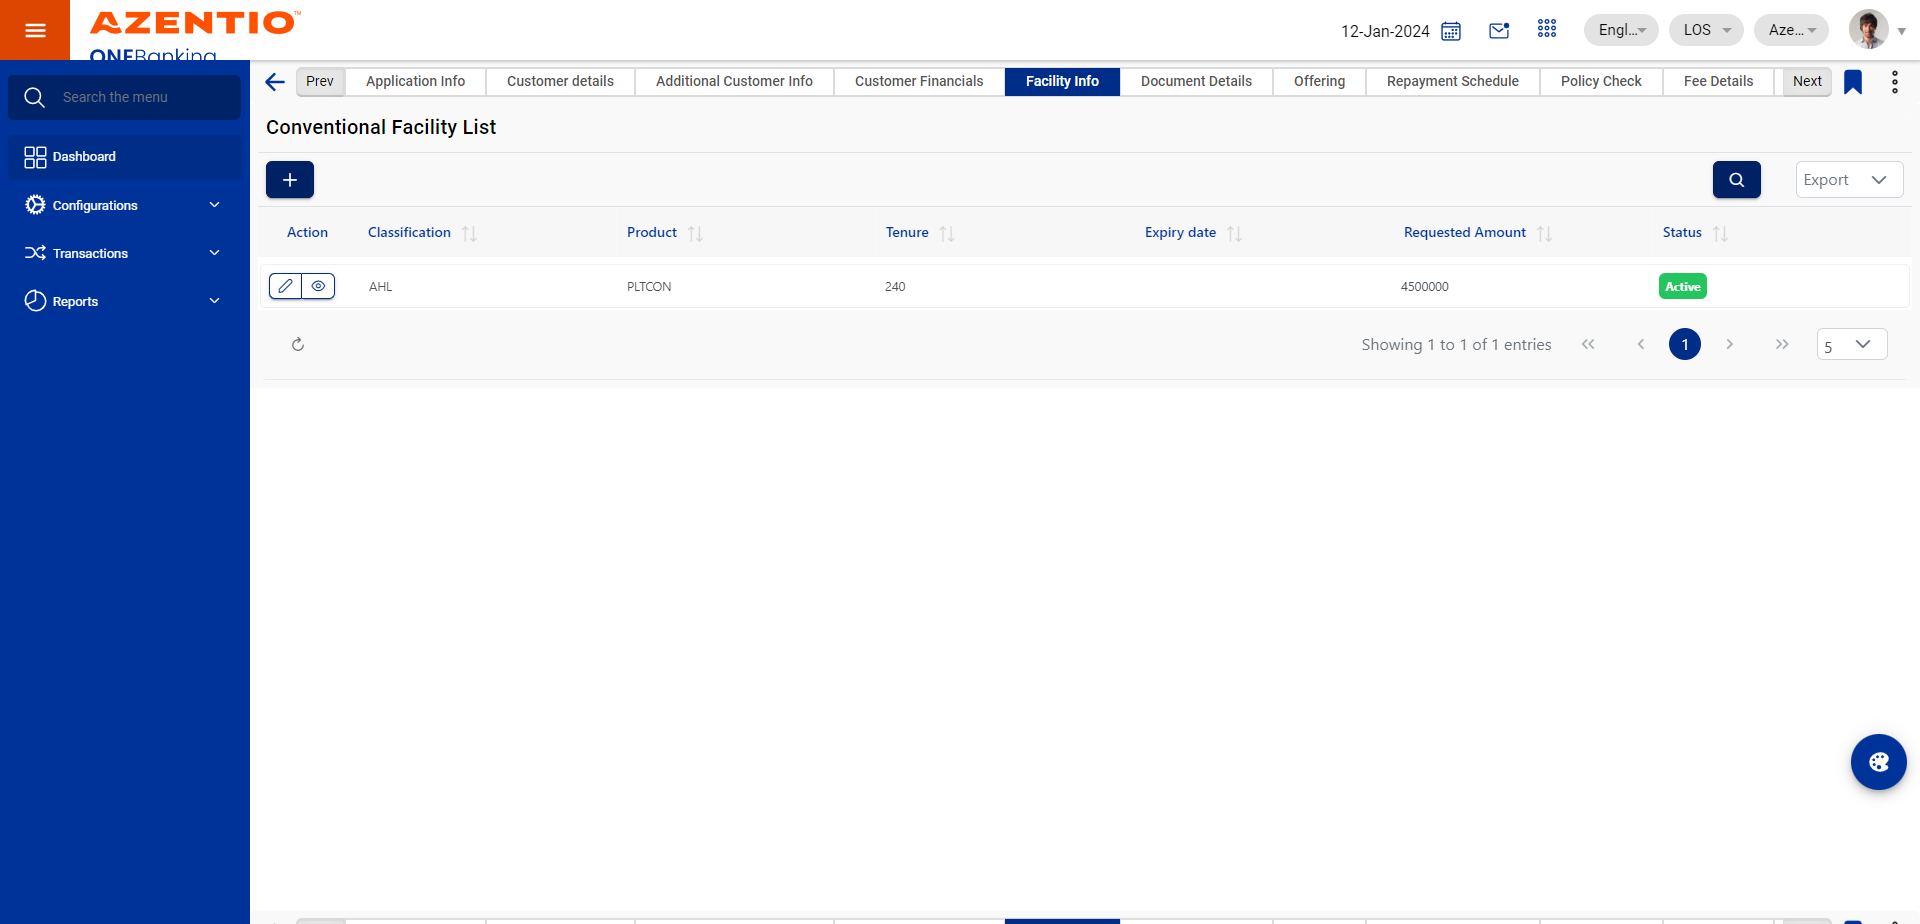 AZENTIO™
ONEBanking
12-Jan-2024
Engl...
LOS
Aze...
Search the menu
Dashboard
Configurations
Transactions
Reports
Prev
Application Info
Customer details
Additional Customer Info
Customer Financials
Facility Info
Document Details
Offering
Repayment Schedule
Policy Check
Fee Details
Next
Conventional Facility List
Export
Action Classification Product Tenure Expiry date Requested Amount Status
AHL PLTCON 240 4500000 Active
Showing 1 to 1 of 1 entries
1
5